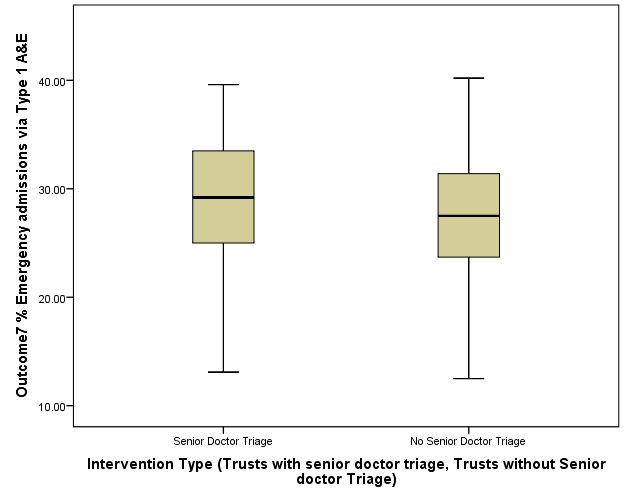 Outcome7 % Emergency admissions via Type 1 A&E
40.00
30.00
20.00
10.00
Senior Doctor Triage
No Senior Doctor Triage
Intervention Type (Trusts with senior doctor triage, Trusts without Senior
doctor Triage)